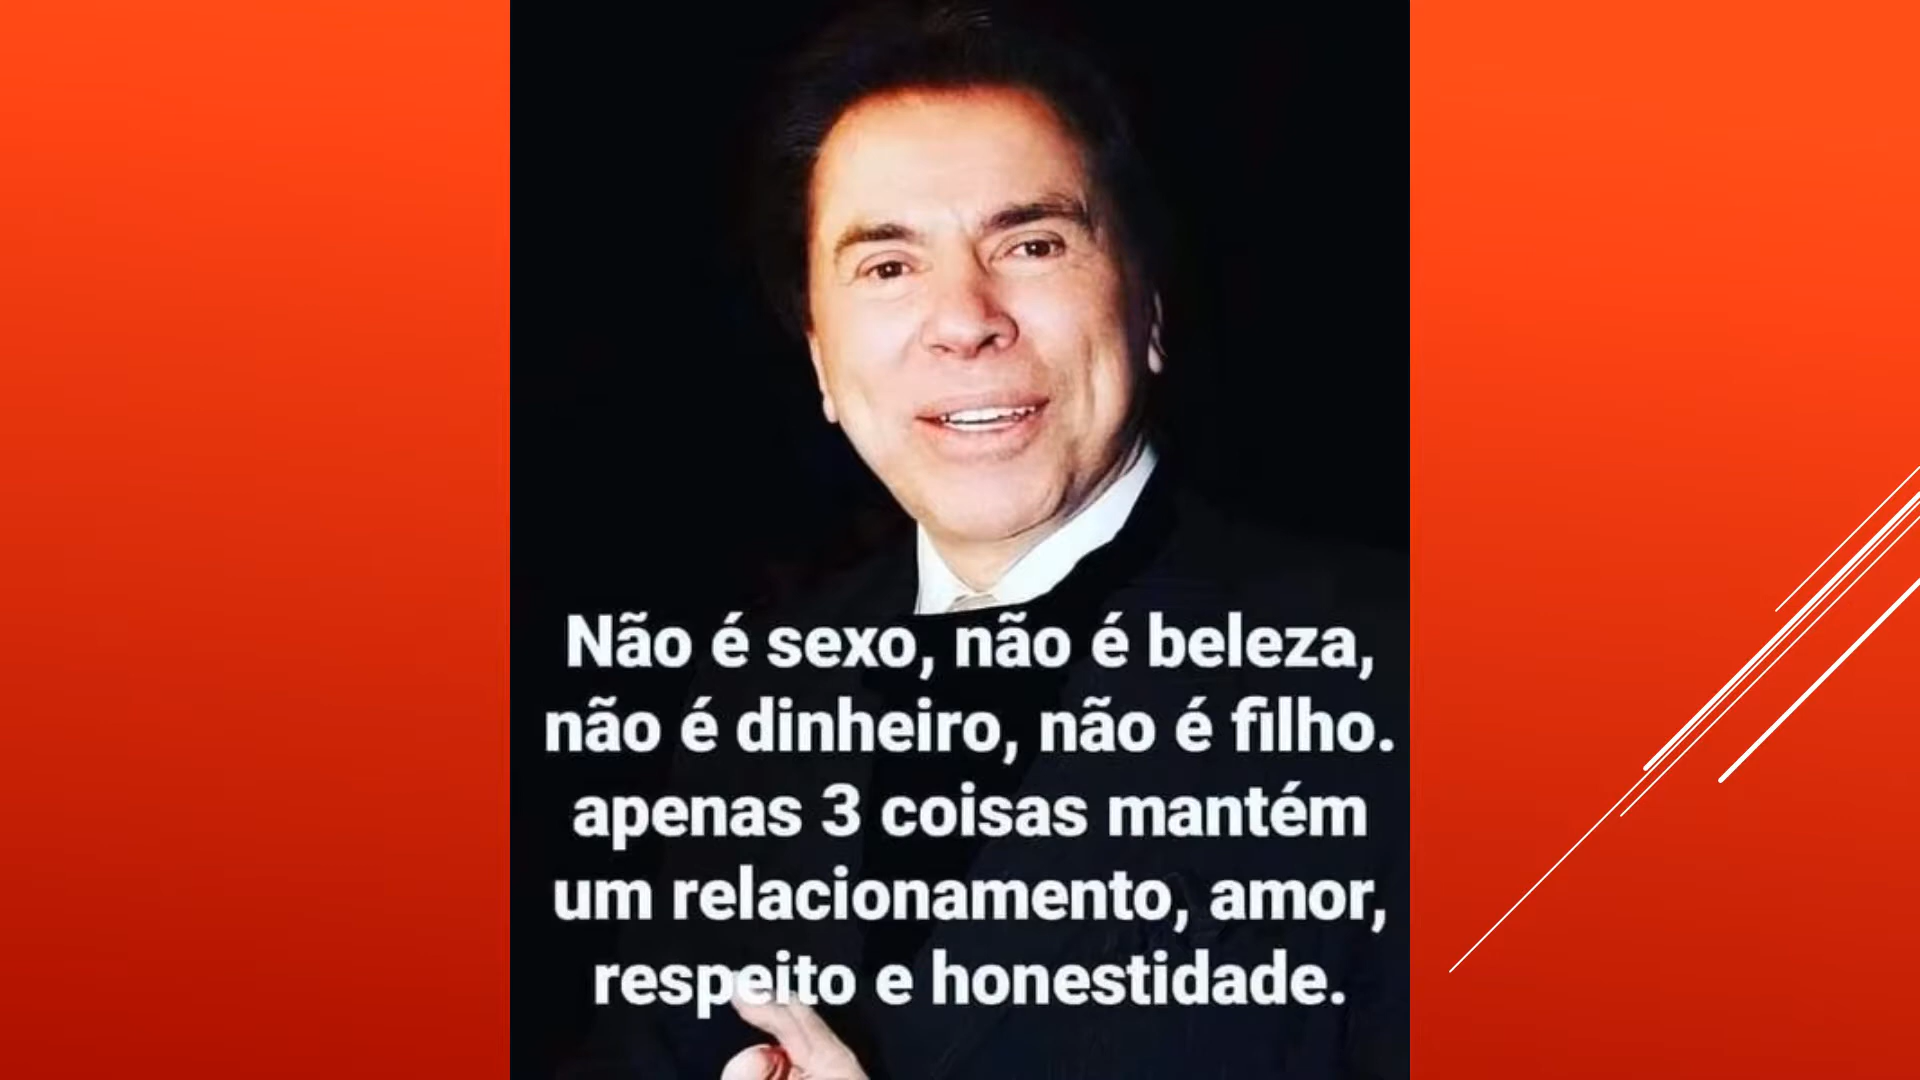 Não é sexo, não é beleza,
não é dinheiro, não é filho.
apenas 3 coisas mantém
um relacionamento, amor,
respeito e honestidade.